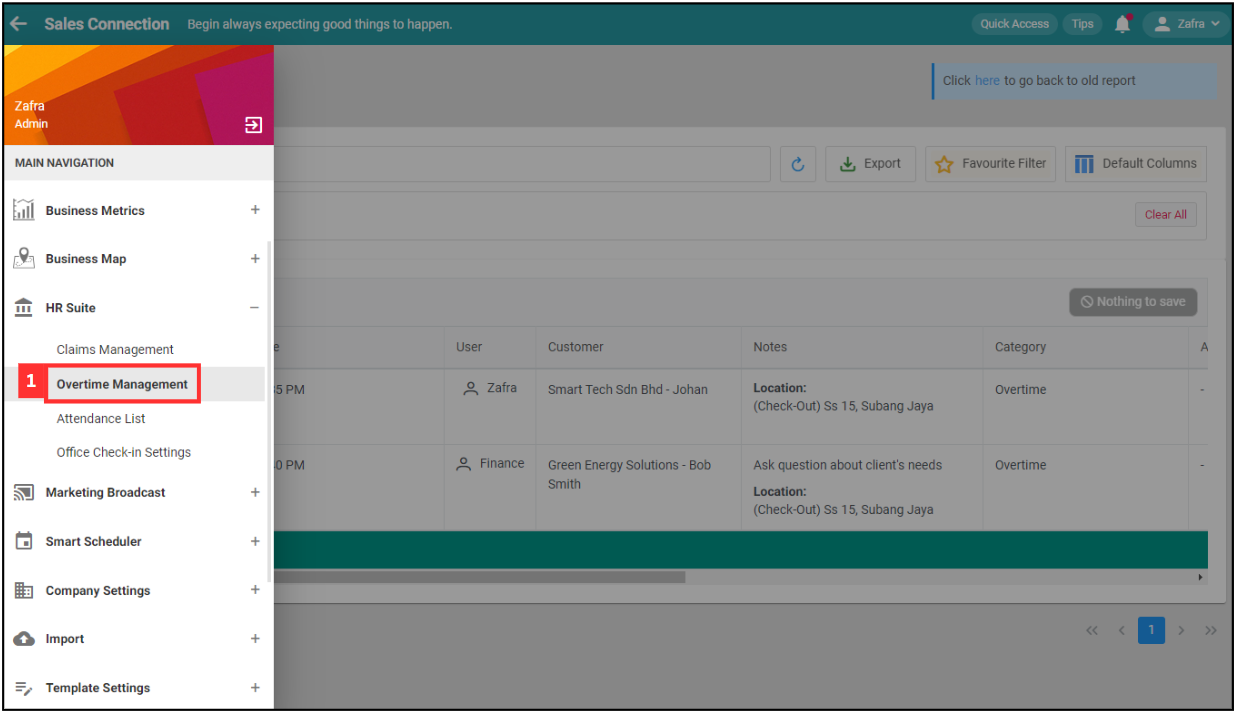 Sales Connection Begin always expecting good things to happen.
Quick Access Tips Zafra
Zafra
Admin
Click here to go back to old report
MAIN NAVIGATION
Export Favourite Filter Default Columns
Business Metrics +
Clear All
Business Map +
HR Suite −
Nothing to save
Claims Management
e User Customer Notes Category A
1 Overtime Management
35 PM Zafra Smart Tech Sdn Bhd - Johan Location: Overtime -
(Check-Out) Ss 15, Subang Jaya
Attendance List
Office Check-in Settings
0 PM Finance Green Energy Solutions - Bob Ask question about client's needs Overtime -
Smith Location:
(Check-Out) Ss 15, Subang Jaya
Marketing Broadcast +
Smart Scheduler +
Company Settings +
Import +
<< < 1 > >>
Template Settings +